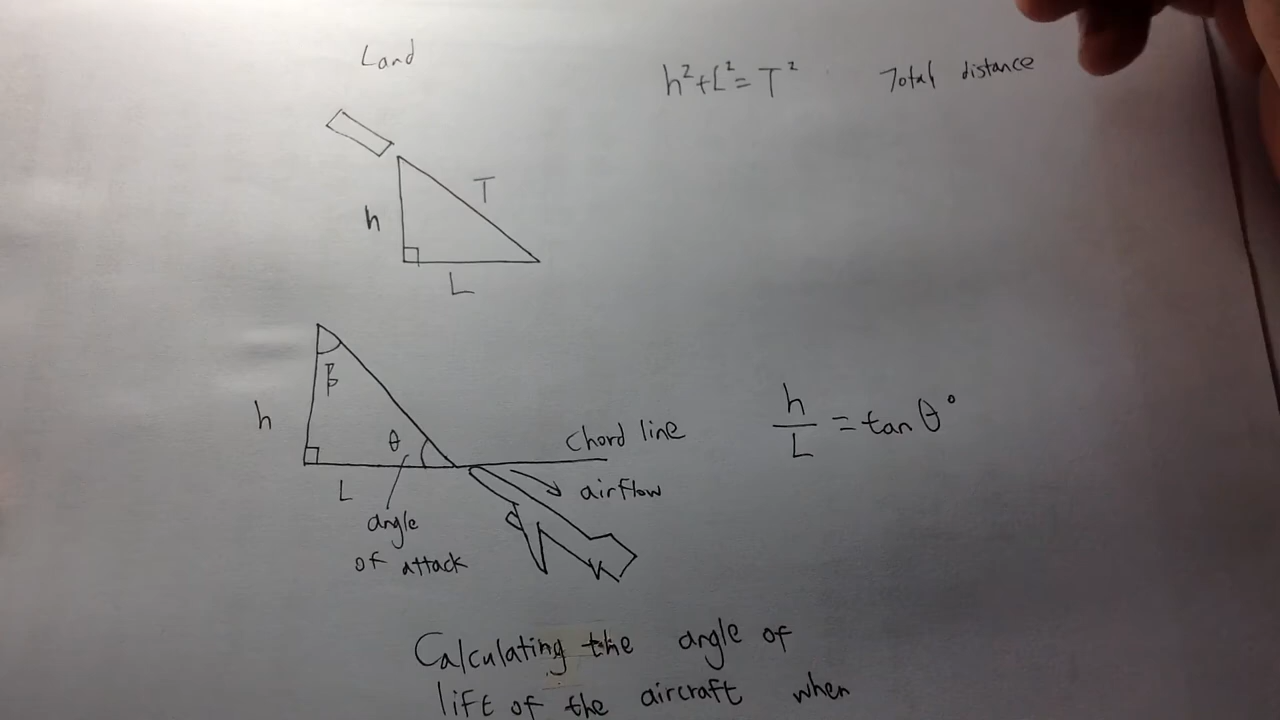 Land
h²+L²=T² Total distance
T
h
L
β
h
θ
Chord line
h/L = tan θ°
L
airflow
angle
of attack
Calculating the angle of
lift of the aircraft when